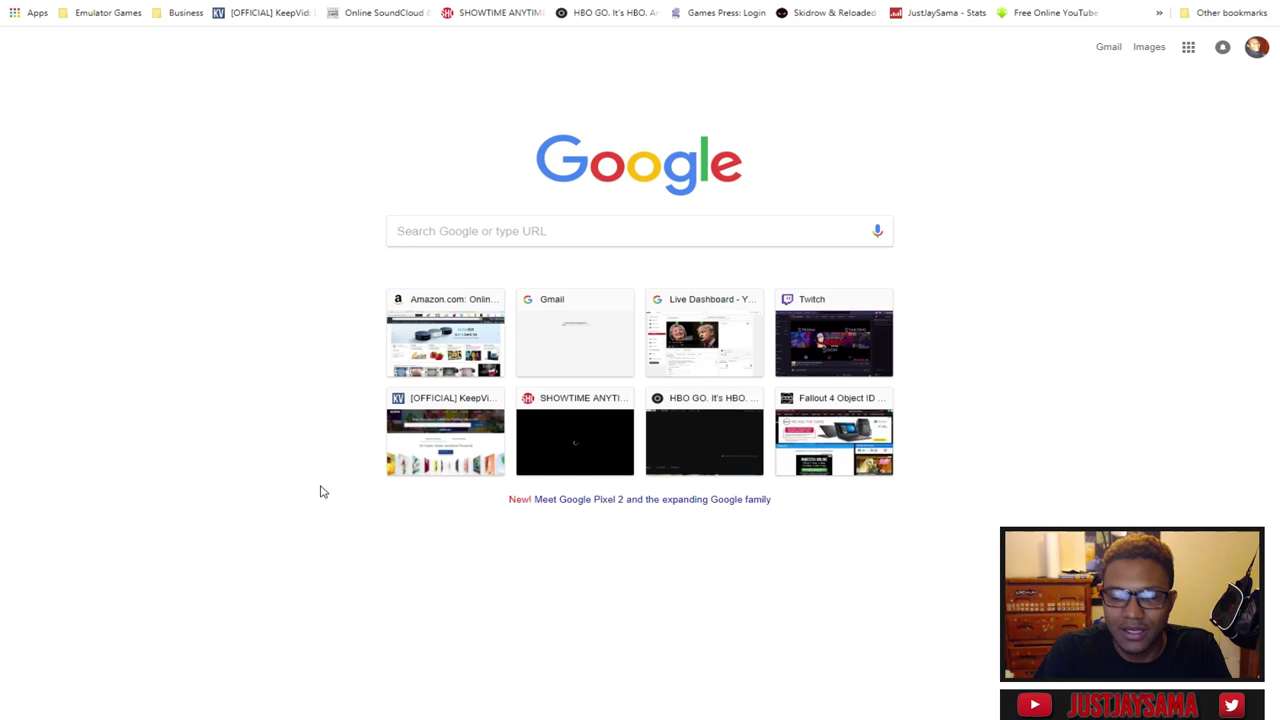 Apps Emulator Games Business [OFFICIAL] KeepVid: Online SoundCloud SHOWTIME ANYTIM HBO GO. It's HBO. An Games Press: Login Skidrow & Reloaded JustJaySama - Stats Free Online YouTube » Other bookmarks
Gmail Images
Google
Search Google or type URL
Amazon.com: Onlin... Gmail Live Dashboard - Y... Twitch
[OFFICIAL] KeepVi... SHOWTIME ANYTI... HBO GO. It's HBO. ... Fallout 4 Object ID ...
New! Meet Google Pixel 2 and the expanding Google family
JUSTJAYSAMA